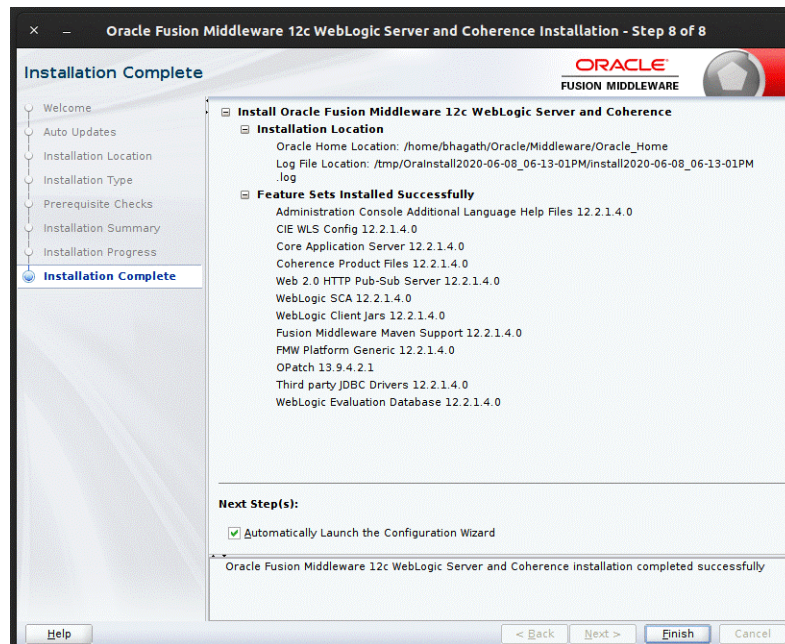 Oracle Fusion Middleware 12c WebLogic Server and Coherence Installation - Step 8 of 8
Installation Complete
ORACLE
FUSION MIDDLEWARE
Welcome
Auto Updates
Installation Location
Installation Type
Prerequisite Checks
Installation Summary
Installation Progress
Installation Complete
Install Oracle Fusion Middleware 12c WebLogic Server and Coherence
Installation Location
Oracle Home Location: /home/bhagath/Oracle/Middleware/Oracle_Home
Log File Location: /tmp/OraInstall2020-06-08_06-13-01PM/install2020-06-08_06-13-01PM
.log
Feature Sets Installed Successfully
Administration Console Additional Language Help Files 12.2.1.4.0
CIE WLS Config 12.2.1.4.0
Core Application Server 12.2.1.4.0
Coherence Product Files 12.2.1.4.0
Web 2.0 HTTP Pub-Sub Server 12.2.1.4.0
WebLogic SCA 12.2.1.4.0
WebLogic Client Jars 12.2.1.4.0
Fusion Middleware Maven Support 12.2.1.4.0
FMW Platform Generic 12.2.1.4.0
OPatch 13.9.4.2.1
Third party JDBC Drivers 12.2.1.4.0
WebLogic Evaluation Database 12.2.1.4.0
Next Step(s):
Automatically Launch the Configuration Wizard
Oracle Fusion Middleware 12c WebLogic Server and Coherence installation completed successfully
Help
< Back
Next >
Finish
Cancel